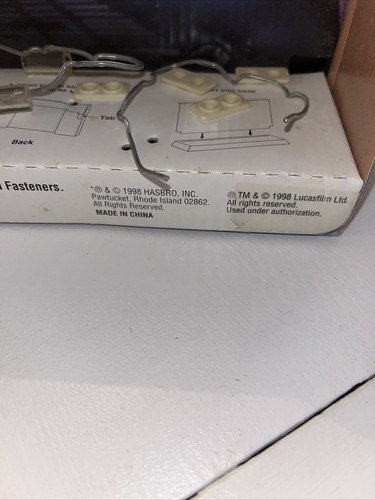 Tab
Back
Fasteners.
*® & © 1998 HASBRO, INC.
Pawtucket, Rhode Island 02862.
All Rights Reserved.
MADE IN CHINA
®,TM & © 1998 Lucasfilm Ltd.
All rights reserved.
Used under authorization.